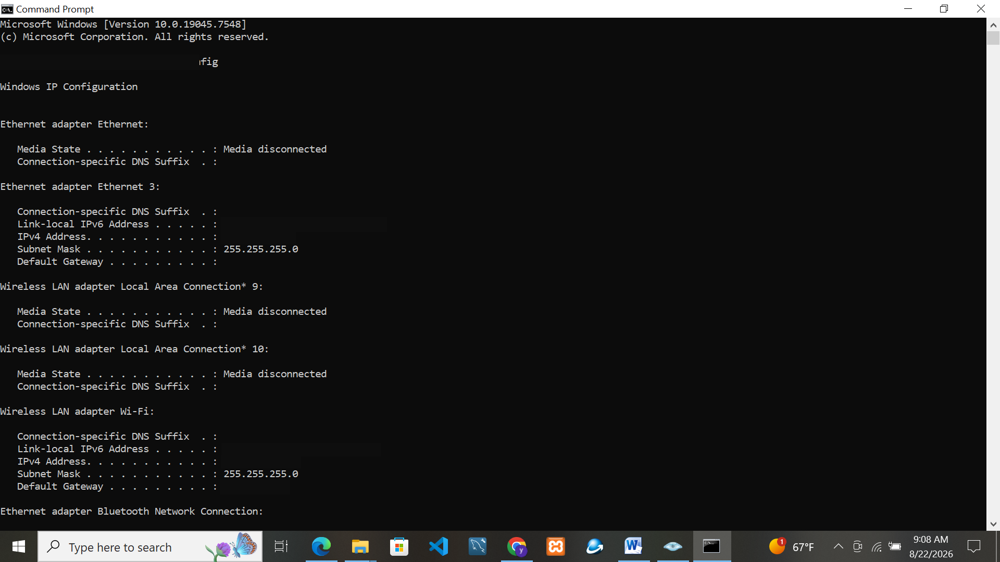 Command Prompt
Microsoft Windows [Version 10.0.19045.7548]
(c) Microsoft Corporation. All rights reserved.
fig
Windows IP Configuration
Ethernet adapter Ethernet:
Media State . . . . . . . . . . . : Media disconnected
Connection-specific DNS Suffix  . :
Ethernet adapter Ethernet 3:
Connection-specific DNS Suffix  . :
Link-local IPv6 Address . . . . . :
IPv4 Address. . . . . . . . . . . :
Subnet Mask . . . . . . . . . . . : 255.255.255.0
Default Gateway . . . . . . . . . :
Wireless LAN adapter Local Area Connection* 9:
Media State . . . . . . . . . . . : Media disconnected
Connection-specific DNS Suffix  . :
Wireless LAN adapter Local Area Connection* 10:
Media State . . . . . . . . . . . : Media disconnected
Connection-specific DNS Suffix  . :
Wireless LAN adapter Wi-Fi:
Connection-specific DNS Suffix  . :
Link-local IPv6 Address . . . . . :
IPv4 Address. . . . . . . . . . . :
Subnet Mask . . . . . . . . . . . : 255.255.255.0
Default Gateway . . . . . . . . . :
Ethernet adapter Bluetooth Network Connection:
Type here to search
y
W
1
67°F
9:08 AM
8/22/2026